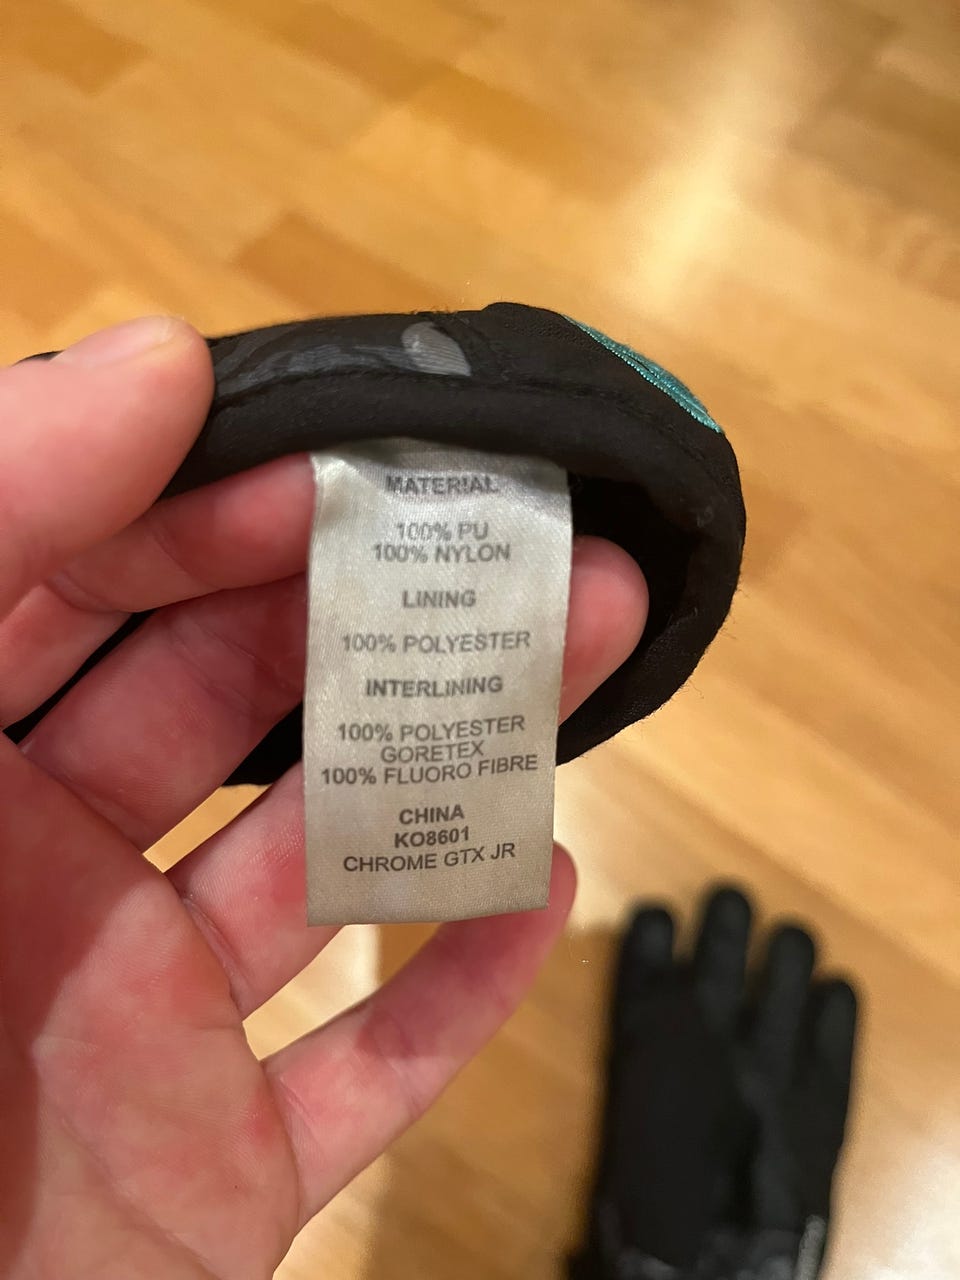 MATERIAL
100% PU
100% NYLON
LINING
100% POLYESTER
INTERLINING
100% POLYESTER
GORETEX
100% FLUORO FIBRE
CHINA
KO8601
CHROME GTX JR